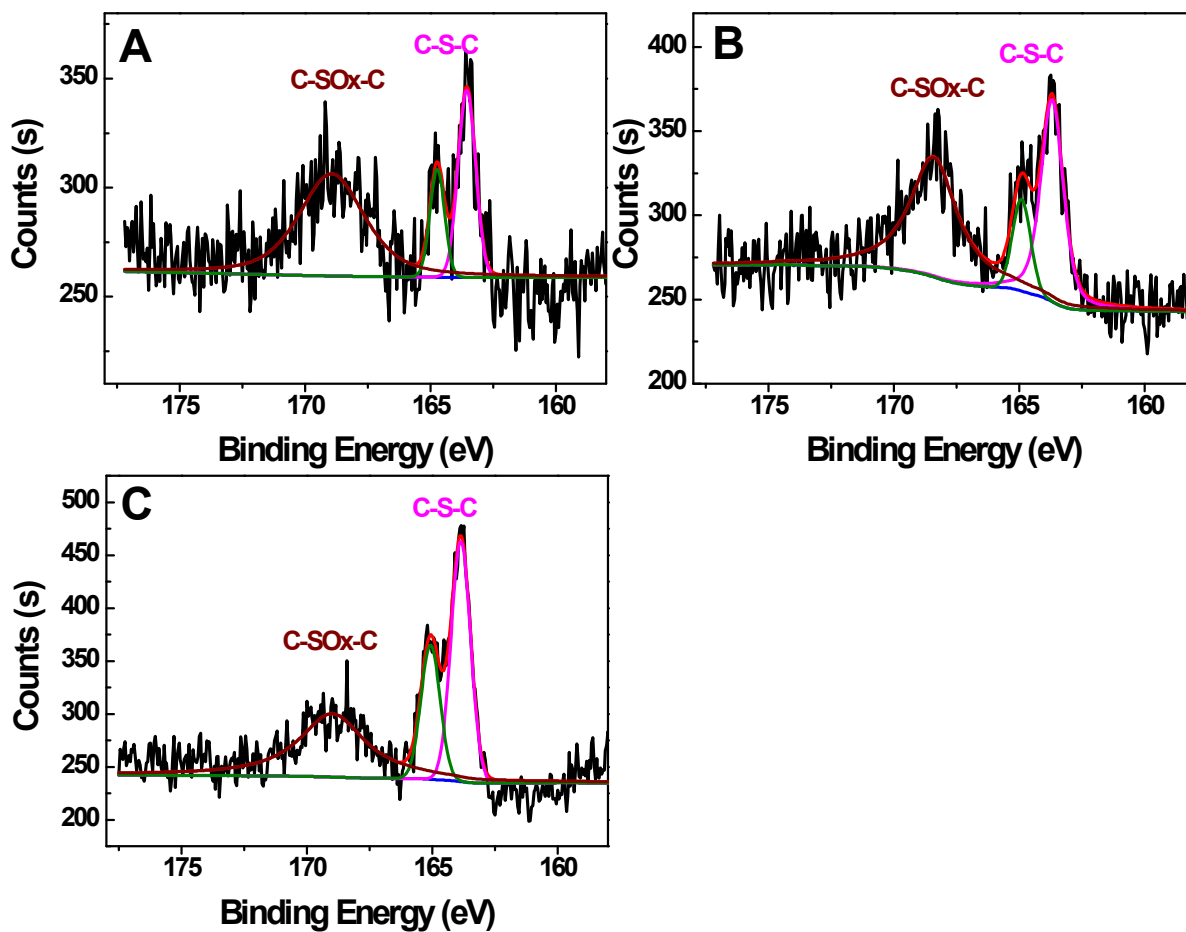 A
C-S-C
C-SOx-C
350
300
250
Counts (s)
175
170
165
160
Binding Energy (eV)
B
C-S-C
C-SOx-C
400
350
300
250
200
Counts (s)
175
170
165
160
Binding Energy (eV)
C
C-S-C
C-SOx-C
500
450
400
350
300
250
200
Counts (s)
175
170
165
160
Binding Energy (eV)